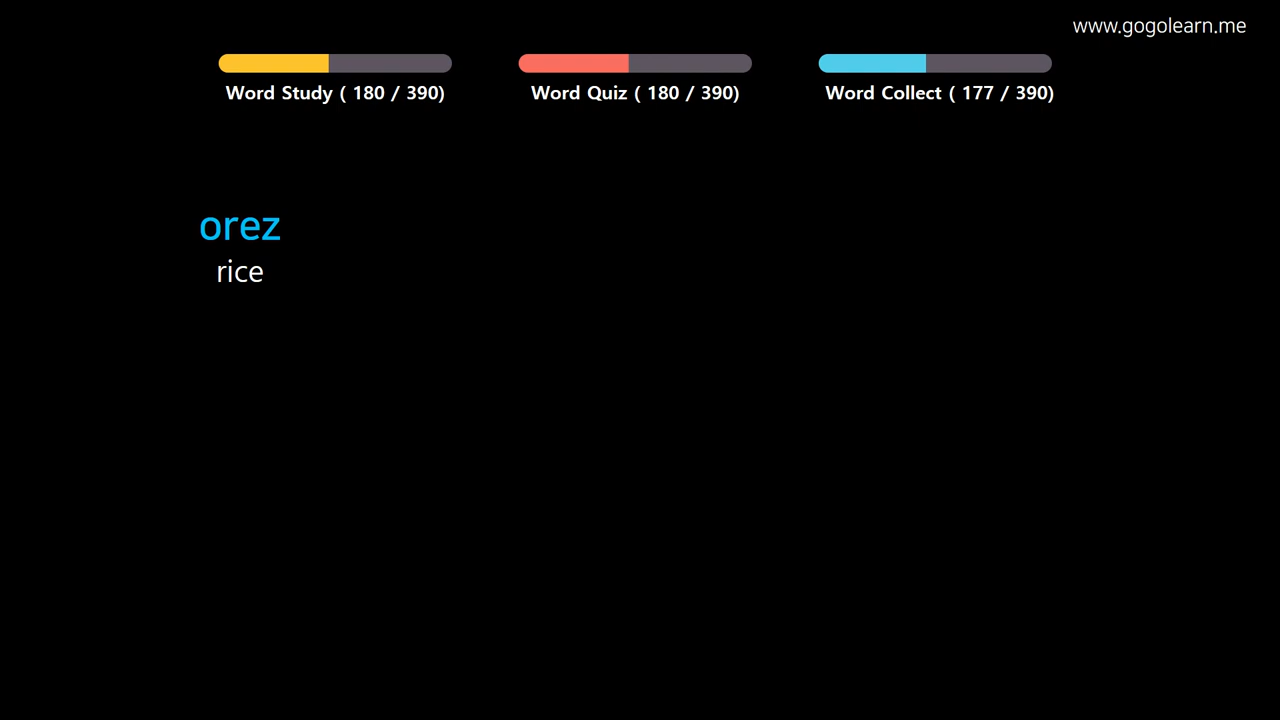 www.gogolearn.me
Word Study ( 180 / 390)
Word Quiz ( 180 / 390)
Word Collect ( 177 / 390)
orez
rice